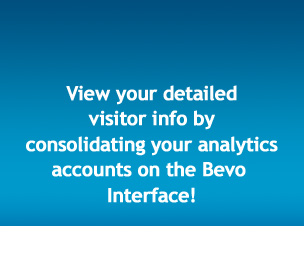 View your detailed
visitor info by
consolidating your analytics
accounts on the Bevo
Interface!